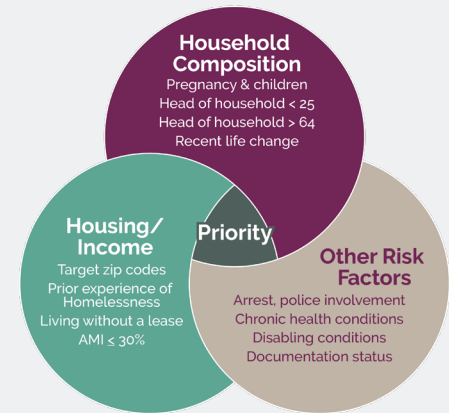 Household
Composition
Pregnancy & children
Head of household < 25
Head of household > 64
Recent life change
Housing/
Income
Target zip codes
Prior experience of
Homelessness
Living without a lease
AMI ≤ 30%
Priority
Other Risk
Factors
Arrest, police involvement
Chronic health conditions
Disabling conditions
Documentation status